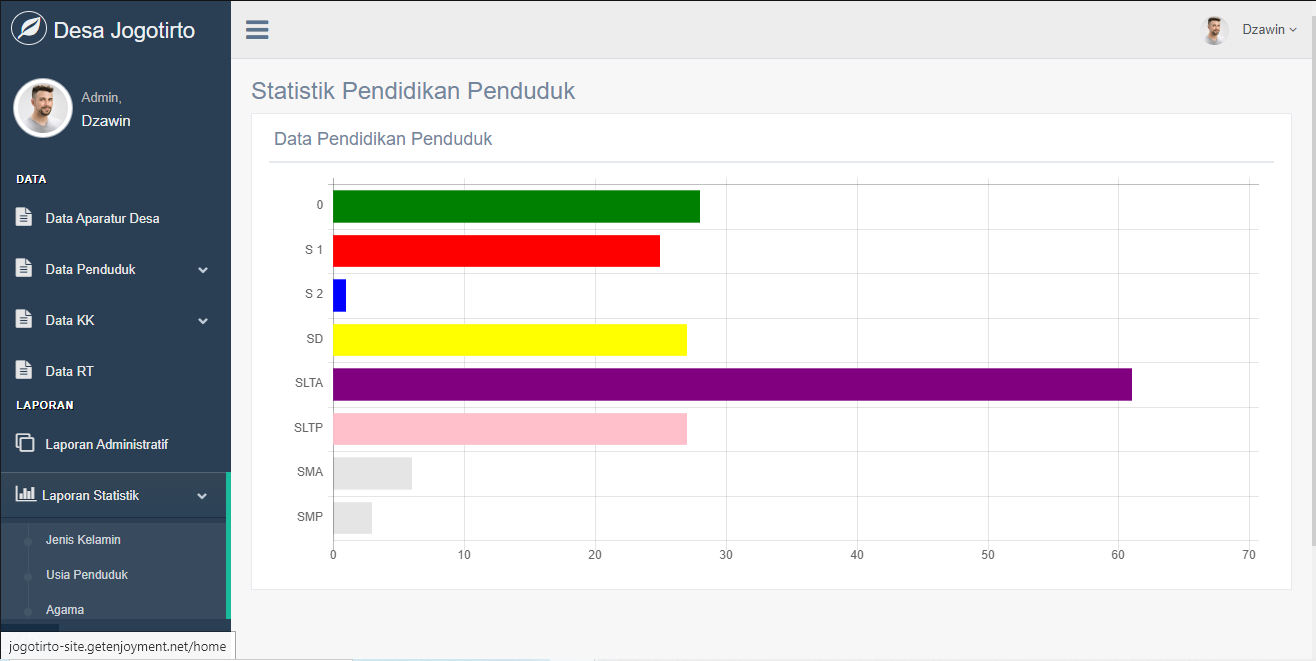 Desa Jogotirto
Dzawin
Admin,
Dzawin
DATA
Data Aparatur Desa
Data Penduduk
Data KK
Data RT
LAPORAN
Laporan Administratif
Laporan Statistik
Jenis Kelamin
Usia Penduduk
Agama
jogotirto-site.getenjoyment.net/home
Statistik Pendidikan Penduduk
Data Pendidikan Penduduk
0
S 1
S 2
SD
SLTA
SLTP
SMA
SMP
0 10 20 30 40 50 60 70